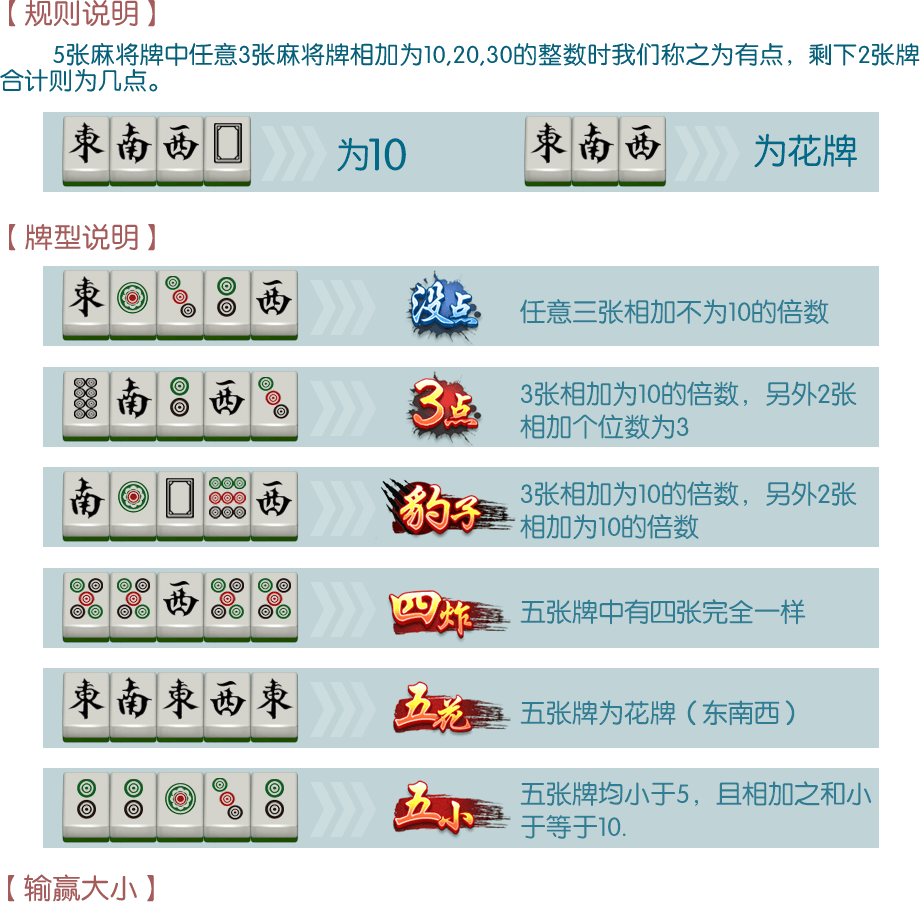 【规则说明】
5张麻将牌中任意3张麻将牌相加为10,20,30的整数时我们称之为有点，剩下2张牌
合计则为几点。
東 南 西 为10 東 南 西 为花牌
【牌型说明】
東 西 没点 任意三张相加不为10的倍数
南 西 3点 3张相加为10的倍数，另外2张
相加个位数为3
南 西 豹子 3张相加为10的倍数，另外2张
相加为10的倍数
西 四炸 五张牌中有四张完全一样
東 南 東 西 東 五花 五张牌为花牌（东南西）
五小 五张牌均小于5，且相加之和小
于等于10.
【输赢大小】